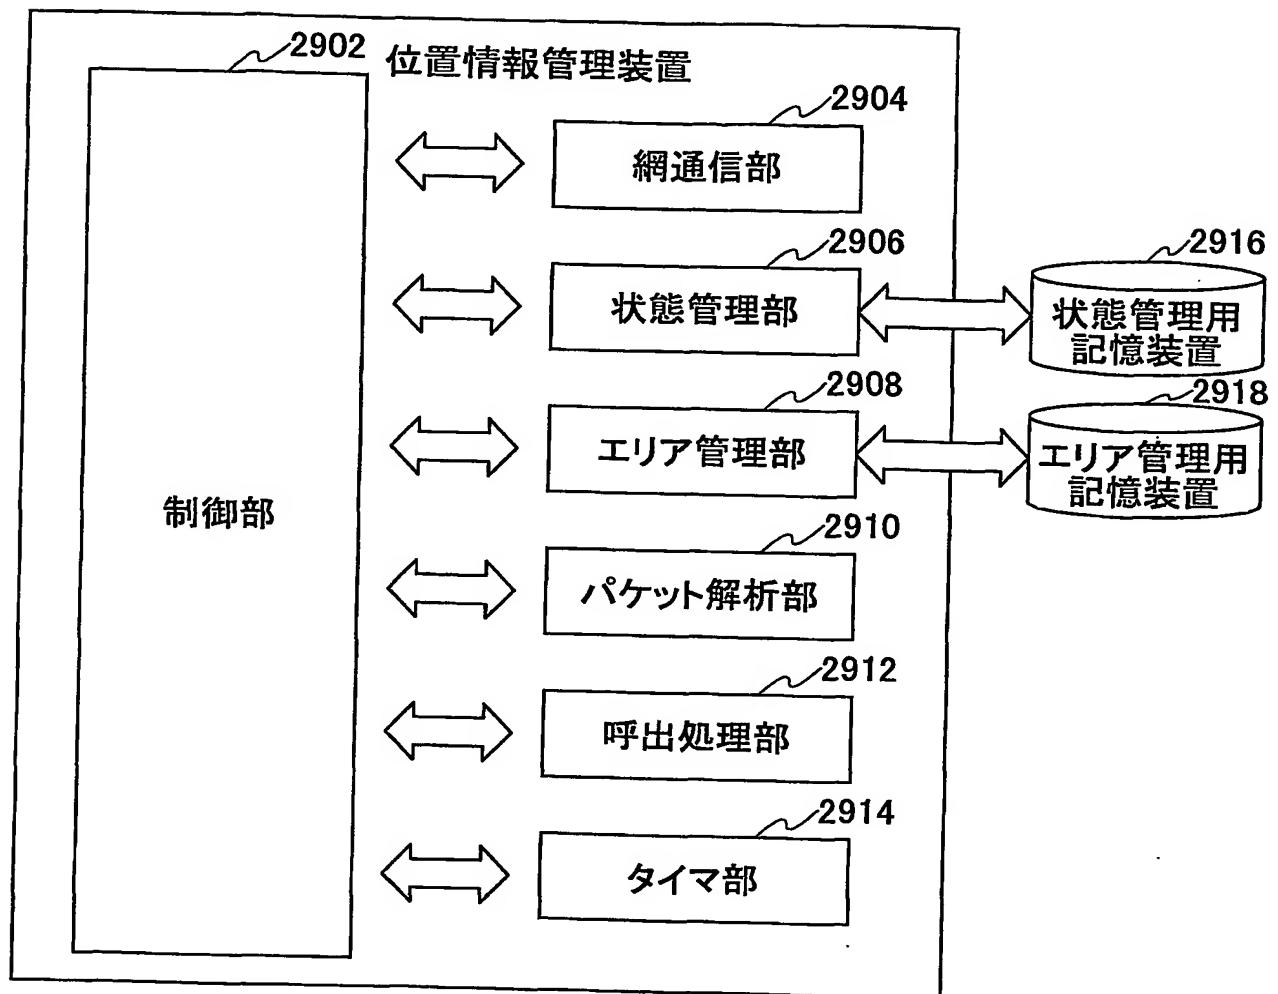 2902
位置情報管理装置
2904
網通信部
2906
状態管理部
2916
状態管理用
記憶装置
2908
エリア管理部
2918
エリア管理用
記憶装置
制御部
2910
パケット解析部
2912
呼出処理部
2914
タイマ部